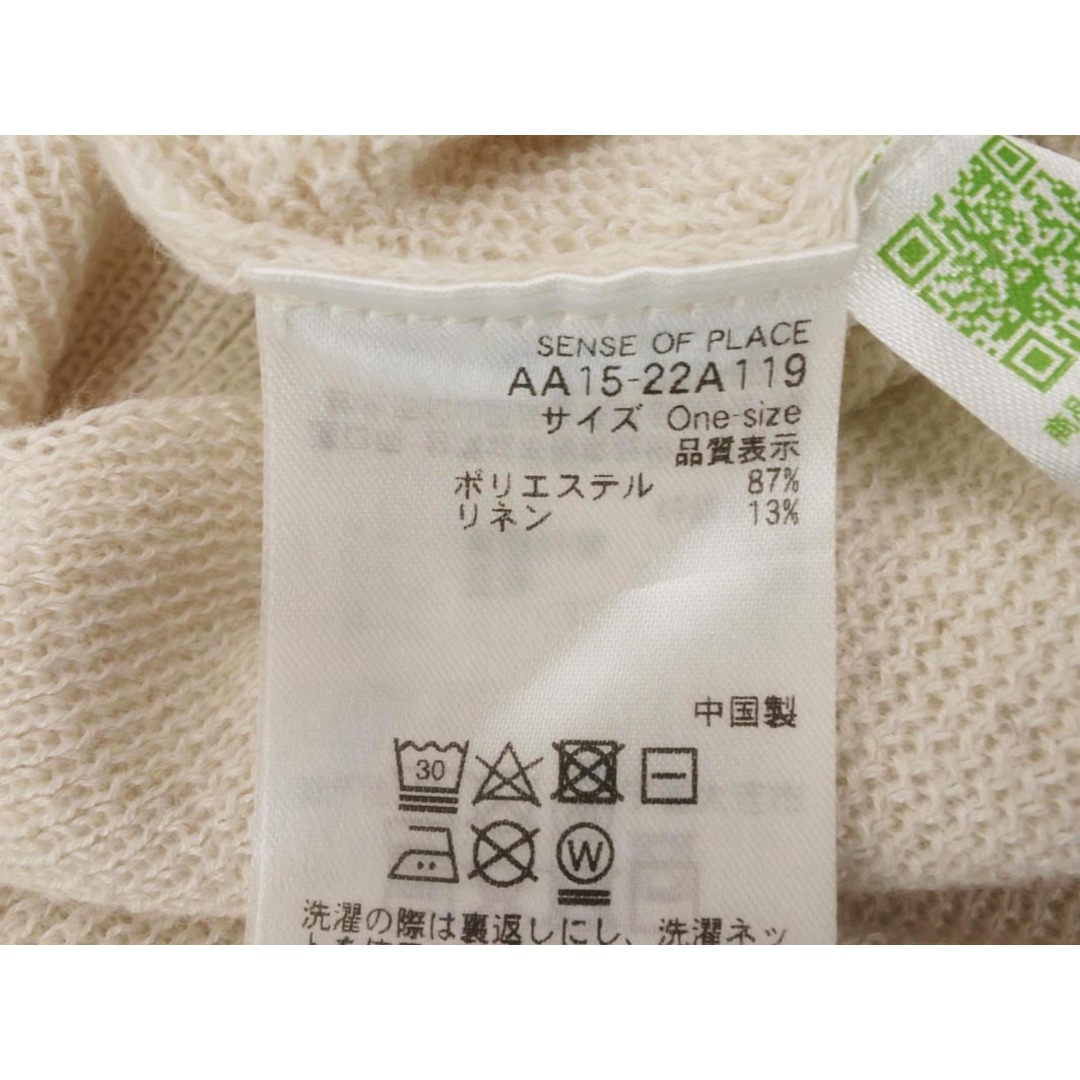 SENSE OF PLACE
AA15-22A119
サイズ One-size
品質表示
ポリエステル 87%
リネン 13%
中国製
30
W
洗濯の際は裏返しにし、洗濯ネッ
商品